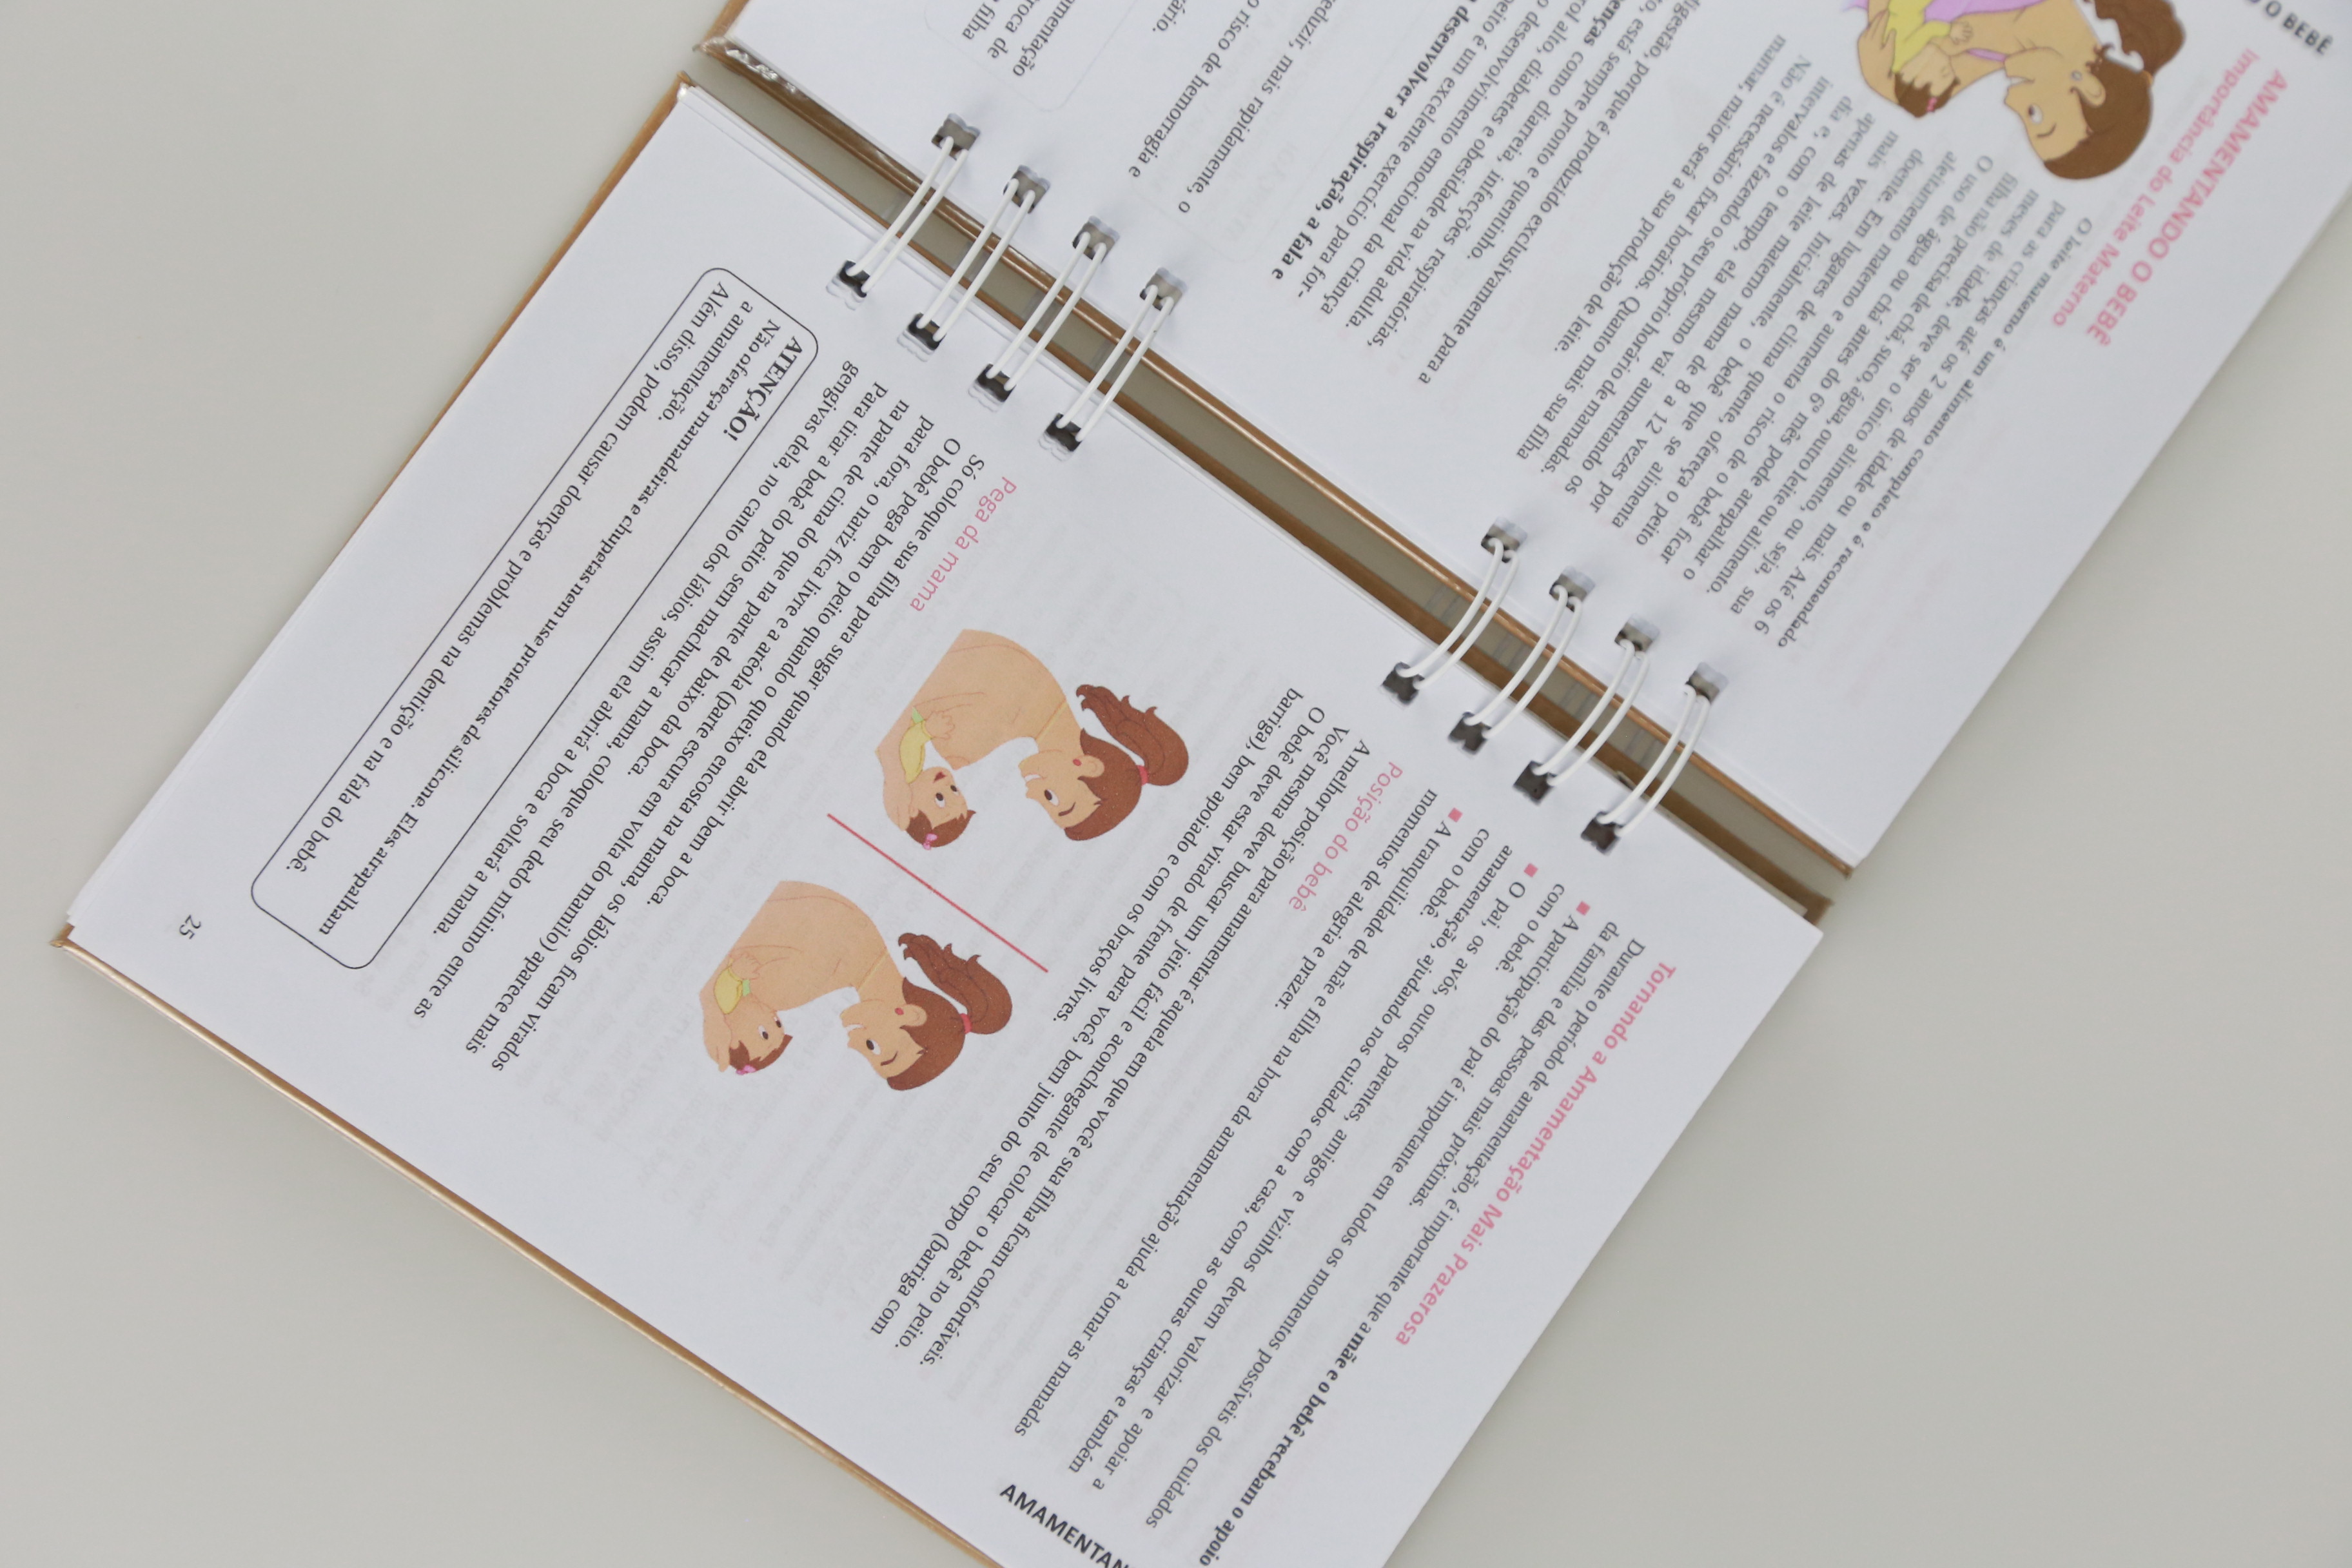 O BEBÊ
AMAMENTANDO O BEBÊ
Importância do Leite Materno
O leite materno é um alimento completo e é recomendado
para as crianças até os 2 anos de idade ou mais. Até os 6
meses de idade, deve ser o único alimento, ou seja, sua
filha não precisa de chá, suco, água, outro leite ou alimento.
O uso de água ou chá antes do 6º mês pode atrapalhar o
aleitamento materno e aumenta o risco de o bebê ficar
doente. Em lugares de clima quente, ofereça o peito
mais vezes. Inicialmente, o bebê que se alimenta
apenas de leite materno mama de 8 a 12 vezes por
dia e, com o tempo, ela mesmo vai aumentando os
intervalos e fazendo o seu próprio horário de mamadas.
Não é necessário fixar horários. Quanto mais sua filha
mamar, maior será a sua produção de leite.
digestão, porque é produzido exclusivamente para a
, está sempre pronto e quentinho.
enças como diarreia, infecções respiratórias,
rol alto, diabetes e obesidade na vida adulta.
o desenvolvimento emocional da criança
peito é um excelente exercício para for-
a desenvolver a respiração, a fala e
reduzir, mais rapidamente, o
o risco de hemorragia e
ário.
mentação
roca de
filha
AMAMENTAN
Tornando a Amamentação Mais Prazerosa
Durante o período de amamentação, é importante que a mãe e o bebê recebam o apoio
da família e das pessoas mais próximas.
■ A participação do pai é importante em todos os momentos possíveis dos cuidados
com o bebê.
■ O pai, os avós, outros parentes, amigos e vizinhos devem valorizar e apoiar a
amamentação, ajudando nos cuidados com a casa, com as outras crianças e também
com o bebê.
■ A tranquilidade de mãe e filha na hora da amamentação ajuda a tornar as mamadas
momentos de alegria e prazer.
Posição do bebê
A melhor posição para amamentar é aquela em que você e sua filha ficam confortáveis.
Você mesma deve buscar um jeito fácil e aconchegante de colocar o bebê no peito.
O bebê deve estar virado de frente para você, bem junto do seu corpo (barriga com
barriga), bem apoiado e com os braços livres.
Pega da mama
Só coloque sua filha para sugar quando ela abrir bem a boca.
O bebê pega bem o peito quando o queixo encosta na mama, os lábios ficam virados
para fora, o nariz fica livre e a aréola (parte escura em volta do mamilo) aparece mais
na parte de cima do que na parte de baixo da boca.
Para tirar a bebê do peito sem machucar a mama, coloque seu dedo mínimo entre as
gengivas dela, no canto dos lábios, assim ela abrirá a boca e soltará a mama.
ATENÇÃO!
Não ofereça mamadeiras e chupetas nem use protetores de silicone. Eles atrapalham
a amamentação.
Além disso, podem causar doenças e problemas na dentição e na fala do bebê.
25